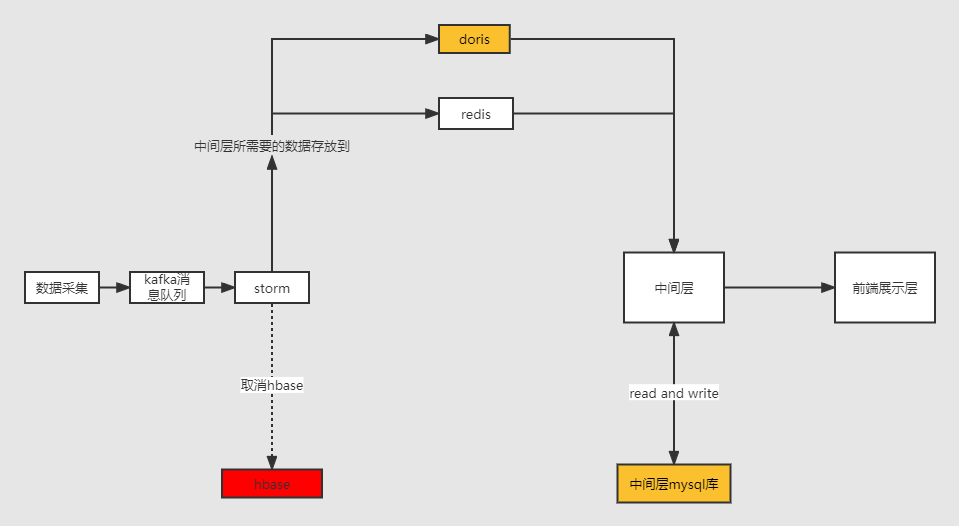 doris
redis
中间层所需要的数据存放到
数据采集
kafka消
息队列
storm
中间层
前端展示层
取消hbase
read and write
hbase
中间层mysql库